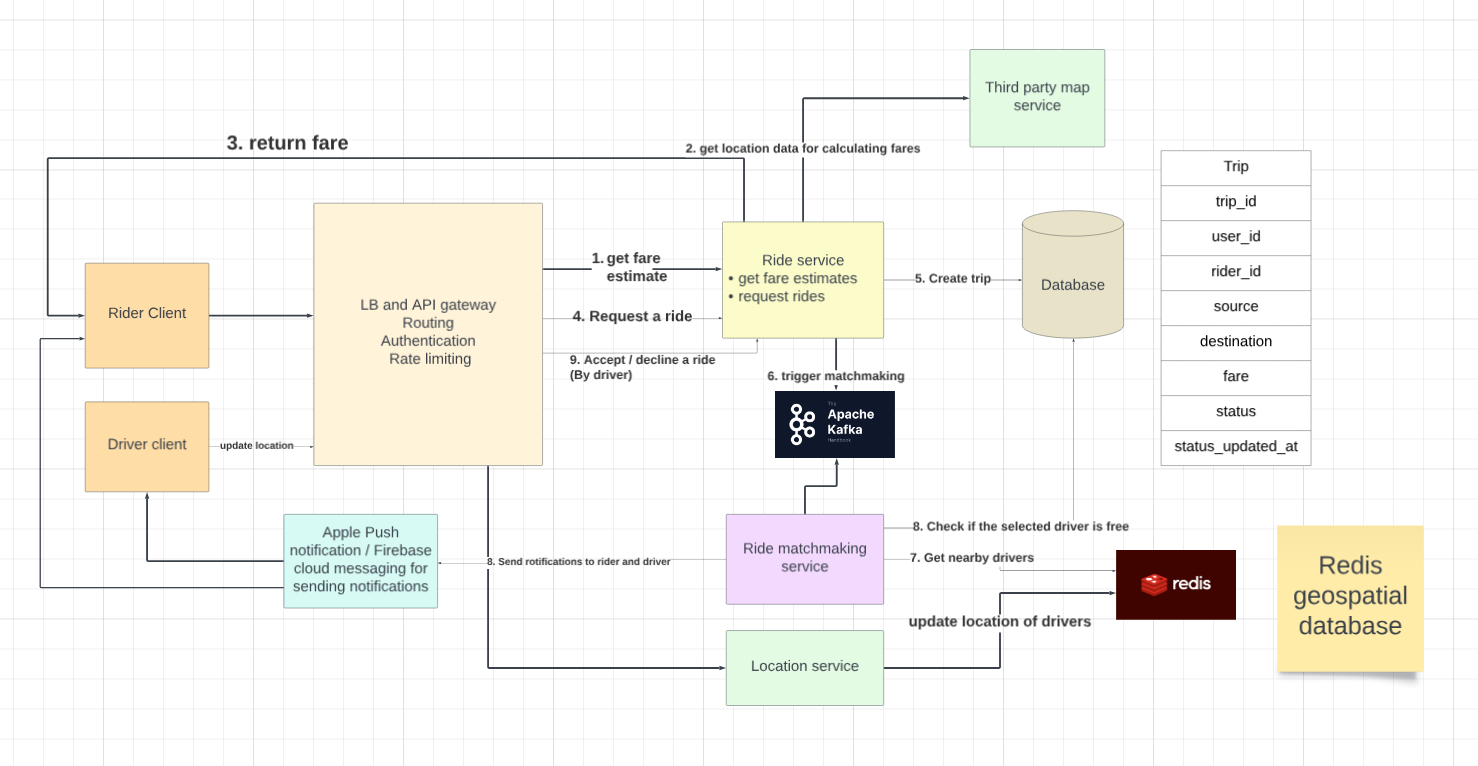 Third party map
service
3. return fare
2. get location data for calculating fares
Trip
trip_id
user_id
rider_id
source
destination
fare
status
status_updated_at
1. get fare
estimate
Ride service
• get fare estimates
• request rides
5. Create trip
Database
Rider Client
LB and API gateway
Routing
Authentication
Rate limiting
4. Request a ride
9. Accept / decline a ride
(By driver)
6. trigger matchmaking
The
Apache
Kafka
Handbook
Driver client
update location
Apple Push
notification / Firebase
cloud messaging for
sending notifications
8. Send notifications to rider and driver
Ride matchmaking
service
8. Check if the selected driver is free
7. Get nearby drivers
redis
Redis
geospatial
database
update location of drivers
Location service